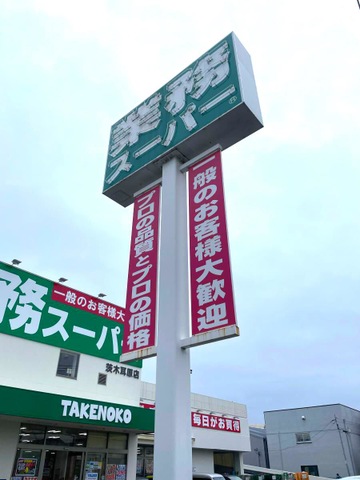 業務
スーパー®
プロの品質とプロの価格
一般のお客様大歓迎
一般のお客様大
務スーパー
茨木耳原店
TAKENOKO
毎日がお買得